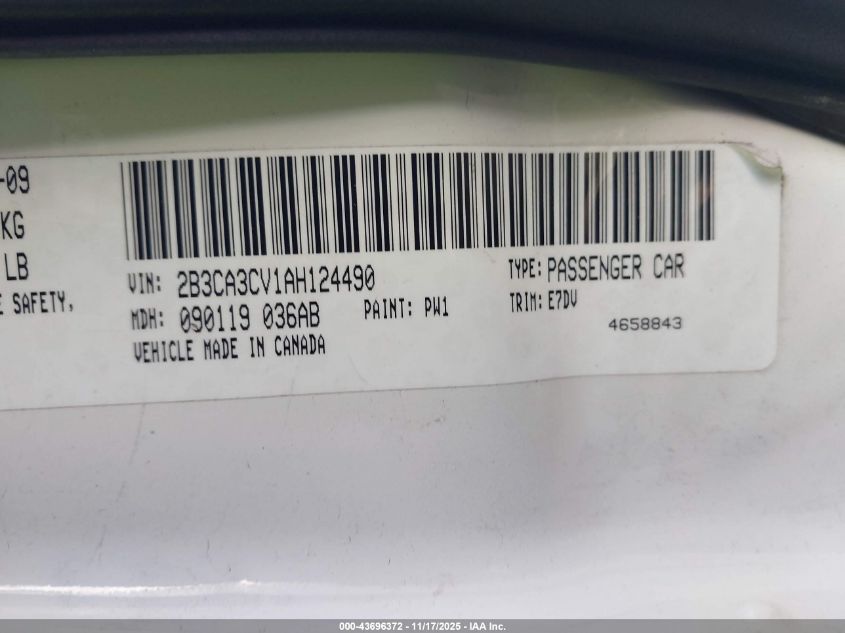 -09
KG
LB
E SAFETY,
VIN: 2B3CA3CV1AH124490
TYPE: PASSENGER CAR
MDH: 090119 036AB
PAINT: PW1
TRIM: E7DV
4658843
VEHICLE MADE IN CANADA
000-43696372 - 11/17/2025 - IAA Inc.